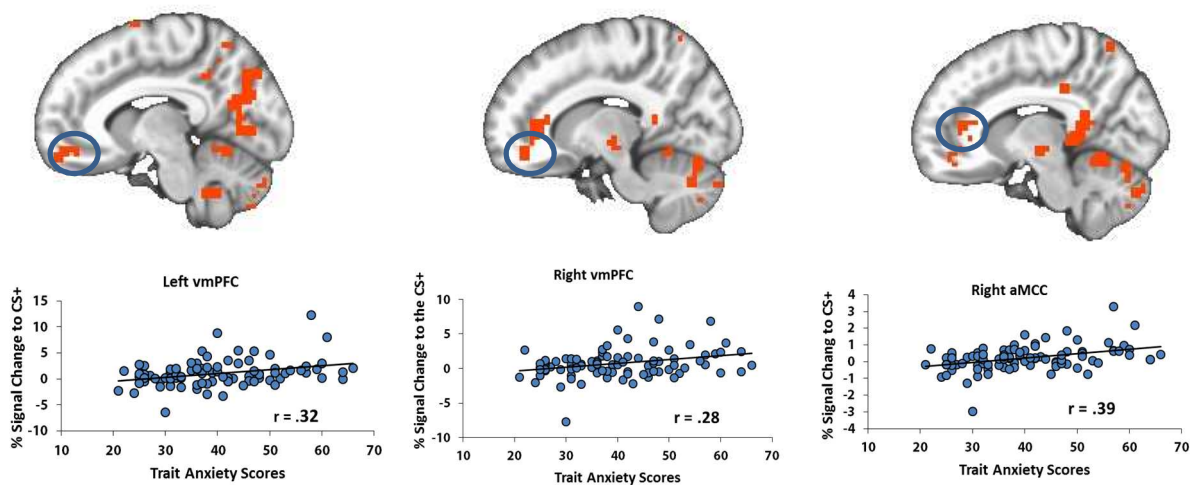 Left vmPFC
% Signal Change to CS+
15
10
5
0
-5
-10
r = .32
10 20 30 40 50 60 70
Trait Anxiety Scores
Right vmPFC
% Signal Change to the CS+
10
5
0
-5
-10
r = .28
10 20 30 40 50 60 70
Trait Anxiety Scores
Right aMCC
% Signal Change to CS+
4
3
2
1
0
-1
-2
-3
-4
r = .39
10 20 30 40 50 60 70
Trait Anxiety Scores